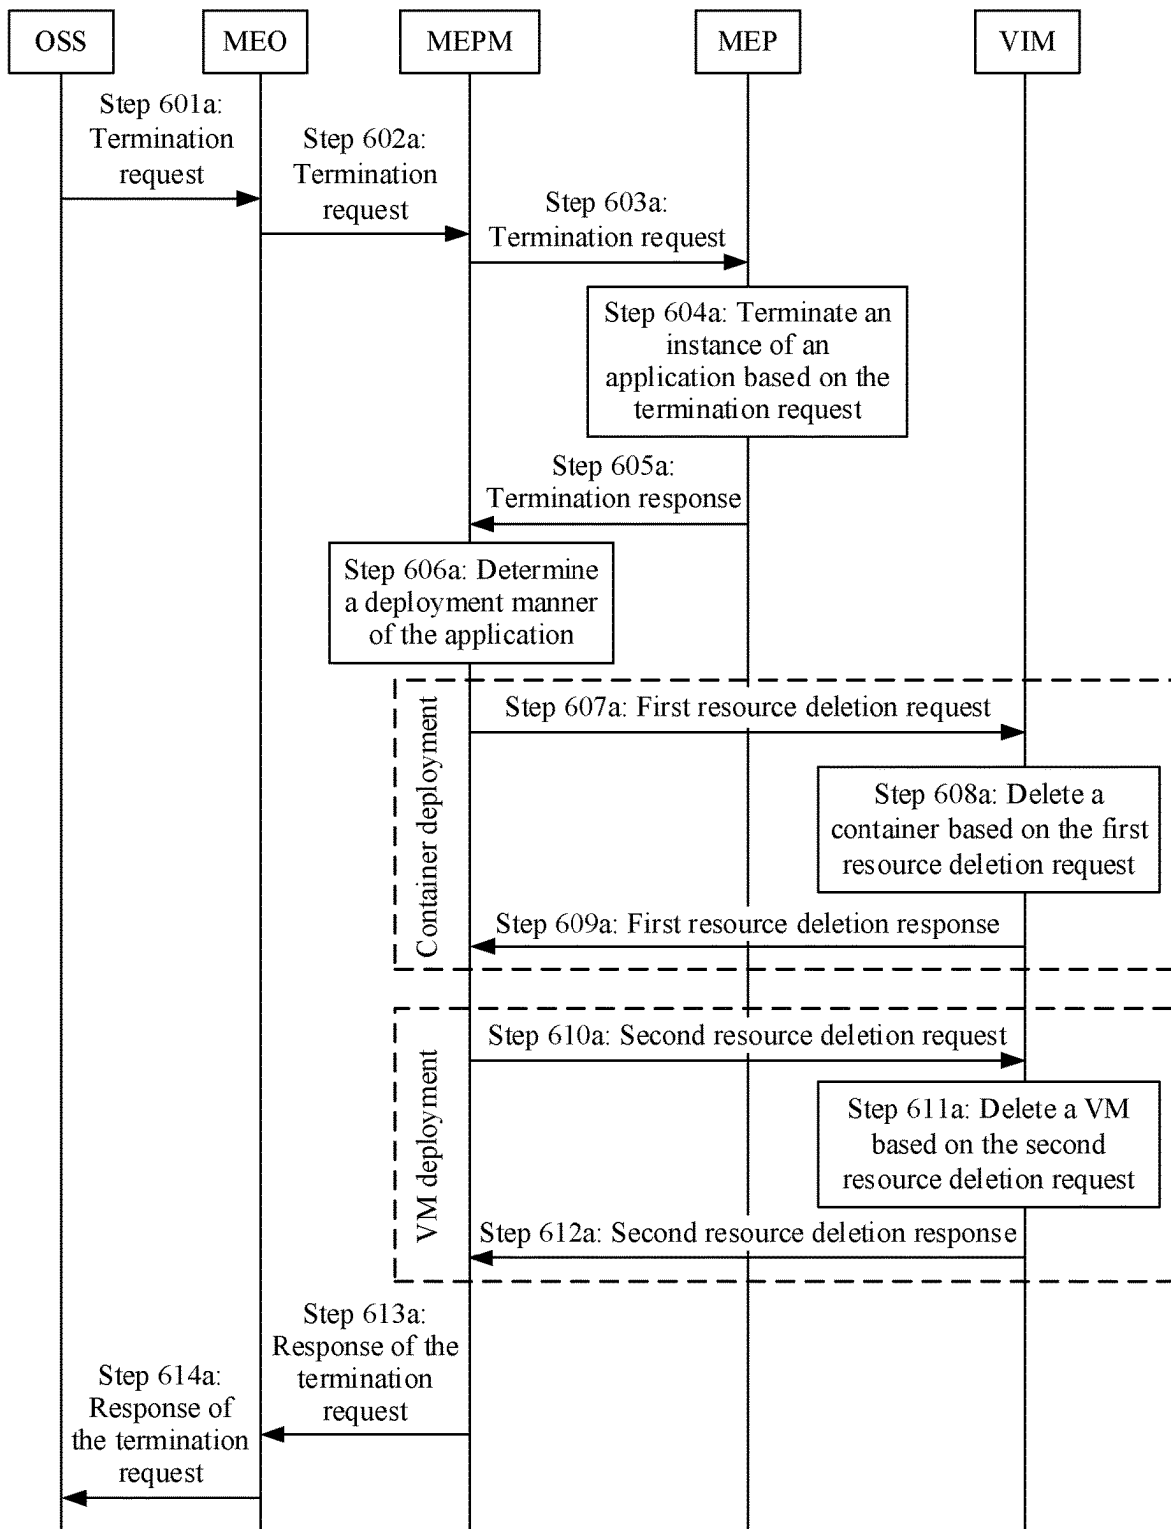 OSS
MEO
MEPM
MEP
VIM
Step 601a:
Termination
request
Step 602a:
Termination
request
Step 603a:
Termination request
Step 604a: Terminate an
instance of an
application based on the
termination request
Step 605a:
Termination response
Step 606a: Determine
a deployment manner
of the application
Container deployment
Step 607a: First resource deletion request
Step 608a: Delete a
container based on the first
resource deletion request
Step 609a: First resource deletion response
VM deployment
Step 610a: Second resource deletion request
Step 611a: Delete a VM
based on the second
resource deletion request
Step 612a: Second resource deletion response
Step 613a:
Response of the
termination
request
Step 614a:
Response of
the termination
request